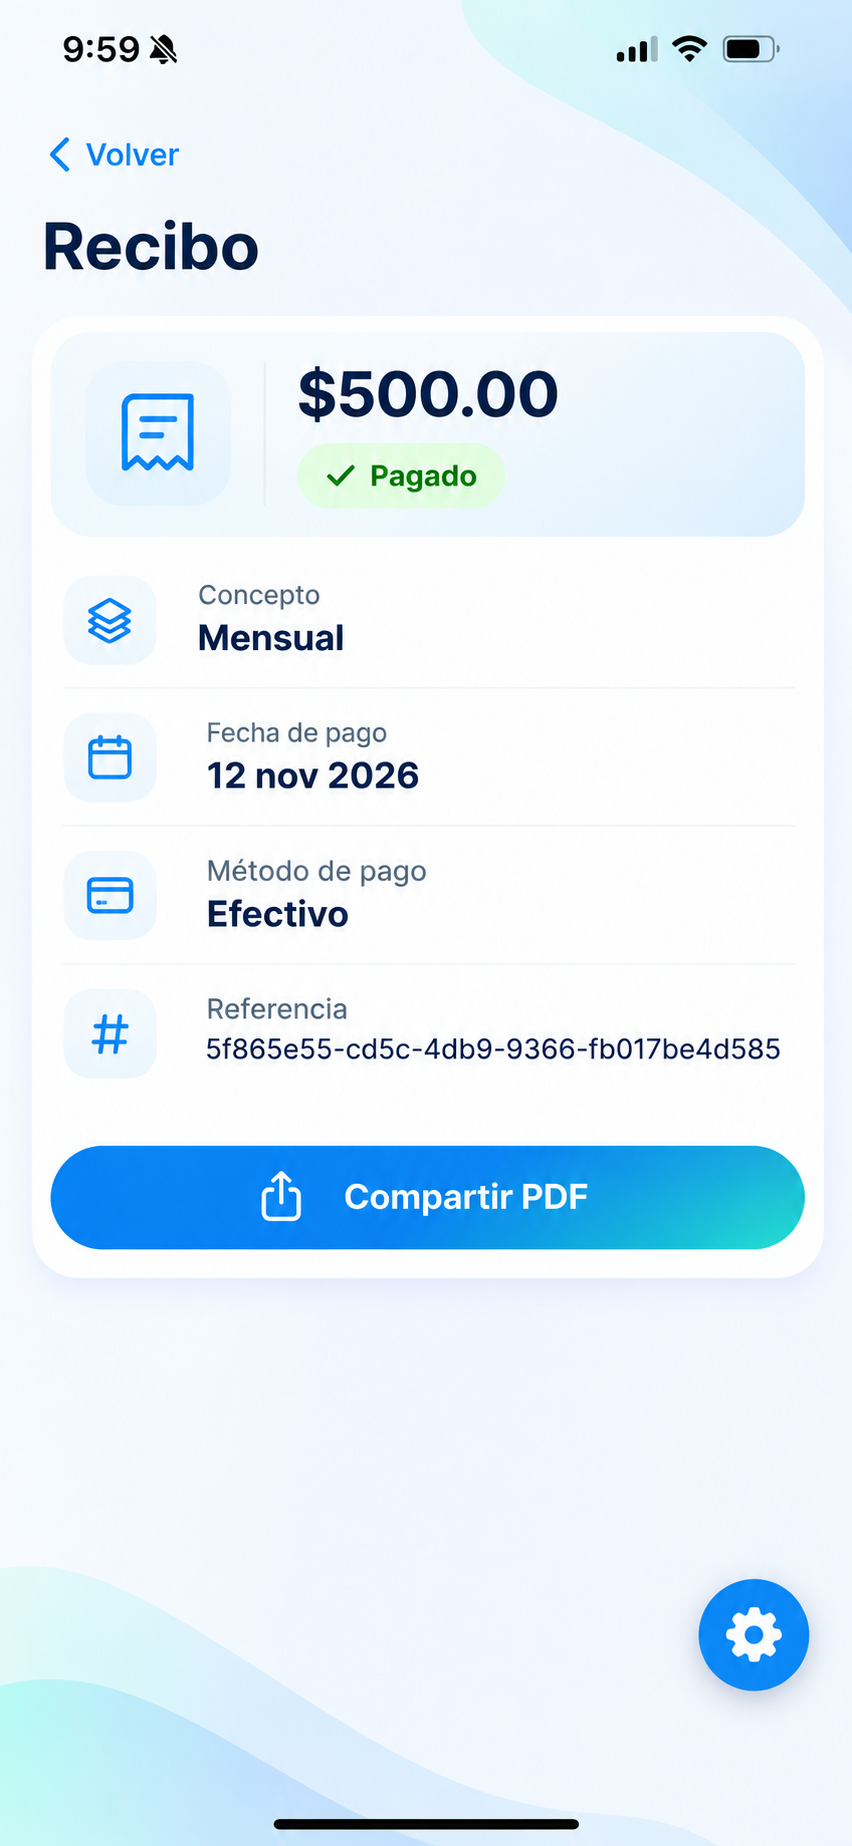 9:59
Volver
Recibo
$500.00
Pagado
Concepto
Mensual
Fecha de pago
12 nov 2026
Método de pago
Efectivo
Referencia
5f865e55-cd5c-4db9-9366-fb017be4d585
Compartir PDF